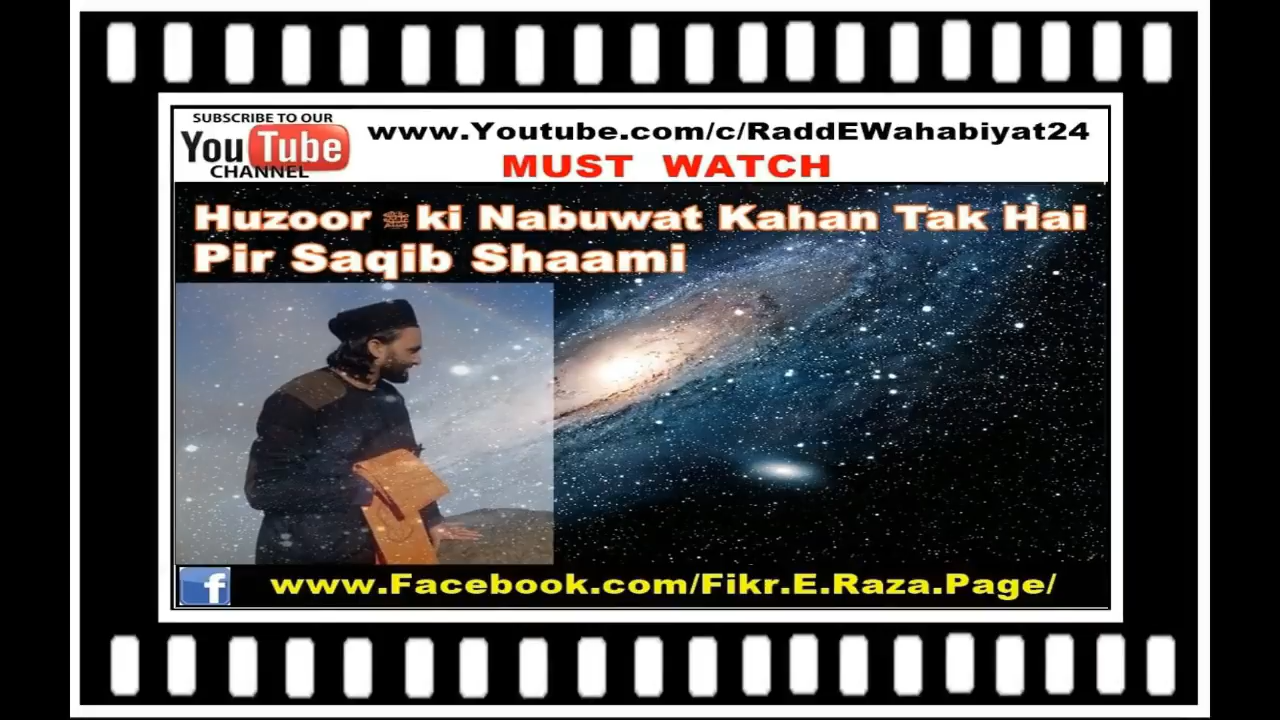 SUBSCRIBE TO OUR
YouTube
CHANNEL
www.Youtube.com/c/RaddEWahabiyat24
MUST WATCH
Huzoor ﷺ ki Nabuwat Kahan Tak Hai
Pir Saqib Shaami
f www.Facebook.com/Fikr.E.Raza.Page/